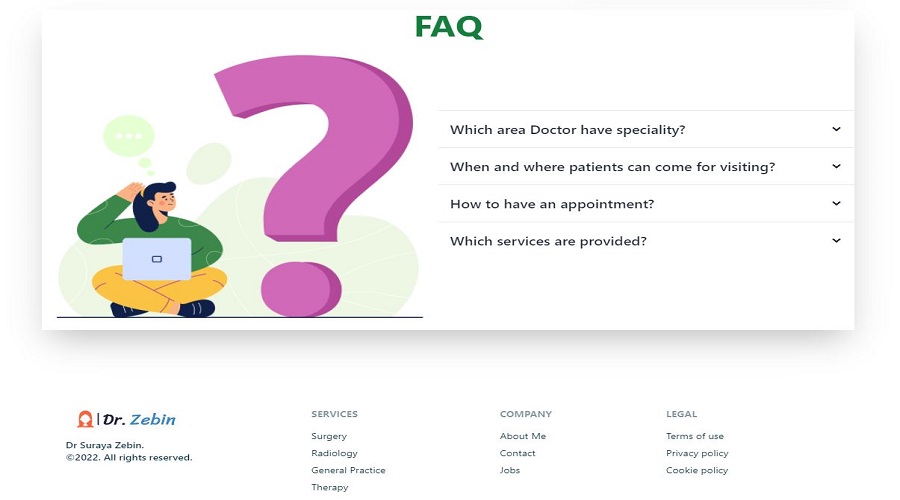 FAQ
Which area Doctor have speciality?
When and where patients can come for visiting?
How to have an appointment?
Which services are provided?
Dr. Zebin
Dr Suraya Zebin.
©2022. All rights reserved.
SERVICES
Surgery
Radiology
General Practice
Therapy
COMPANY
About Me
Contact
Jobs
LEGAL
Terms of use
Privacy policy
Cookie policy